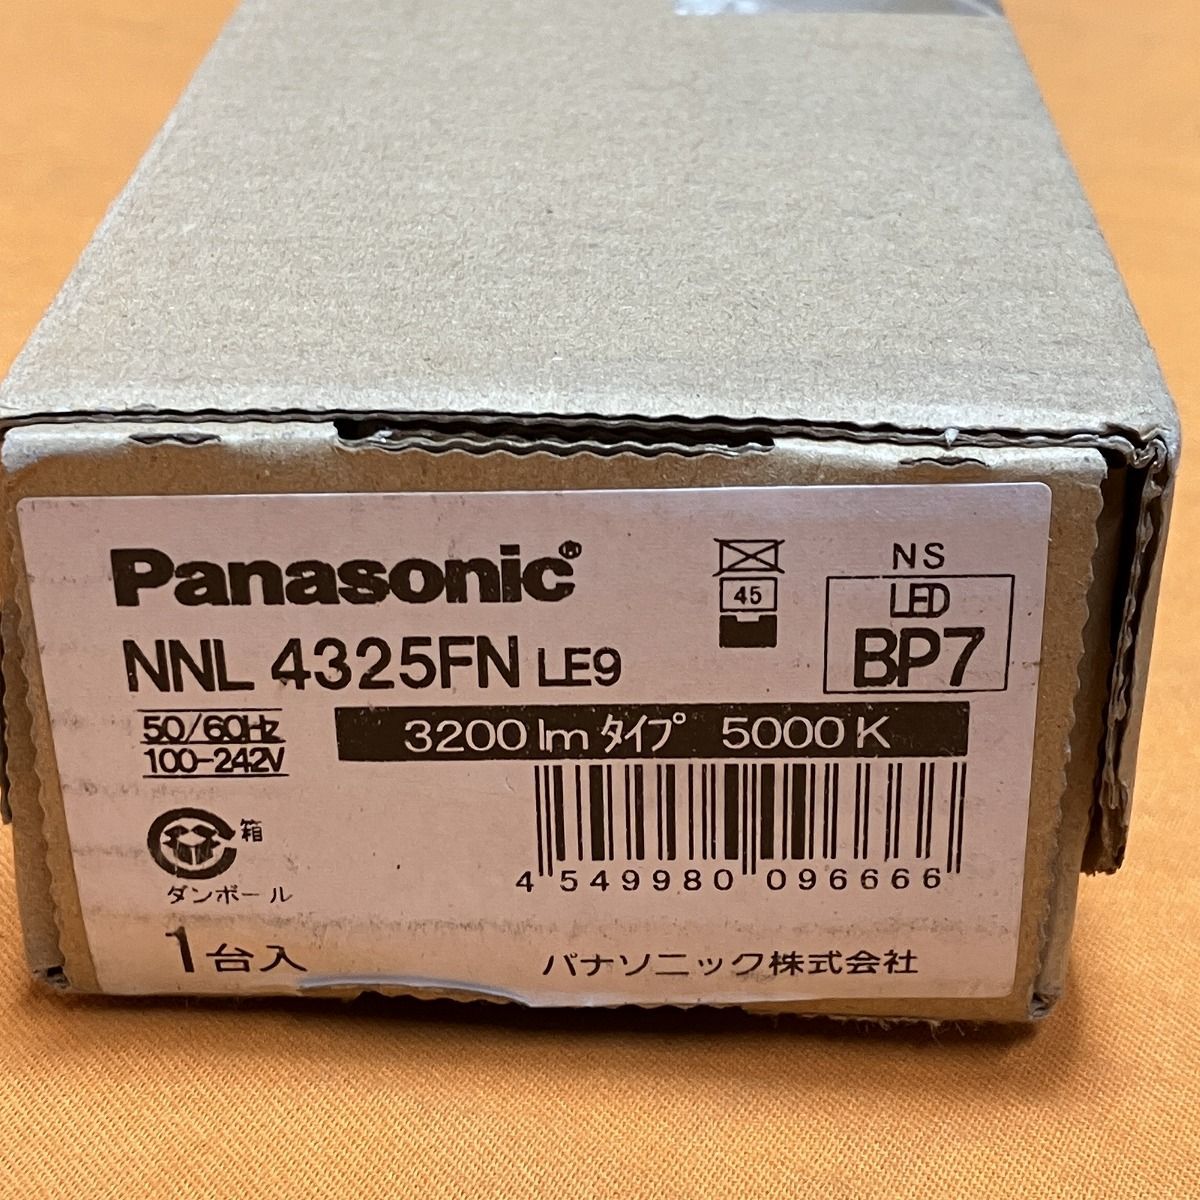 Panasonic®
NNL 4325FN LE9
45
NS
LED
BP7
50/60Hz
100-242V
3200 lm タイプ 5000 K
4 549980 096666
箱
ダンボール
1台入
パナソニック株式会社